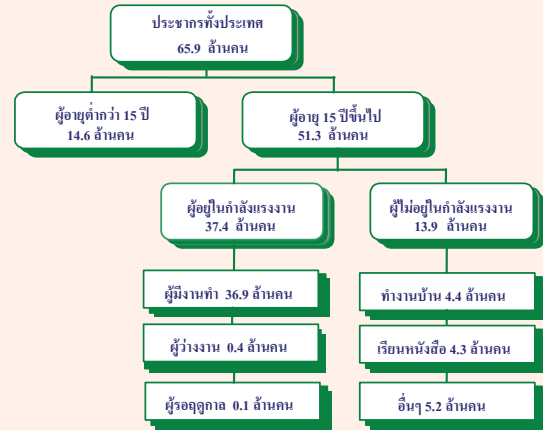 ประชากรทั้งประเทศ
65.9 ล้านคน
ผู้อายุต่ำกว่า 15 ปี
14.6 ล้านคน
ผู้อายุ 15 ปีขึ้นไป
51.3 ล้านคน
ผู้อยู่ในกำลังแรงงาน
37.4 ล้านคน
ผู้ไม่อยู่ในกำลังแรงงาน
13.9 ล้านคน
ผู้มีงานทำ 36.9 ล้านคน
ทำงานบ้าน 4.4 ล้านคน
ผู้ว่างงาน 0.4 ล้านคน
เรียนหนังสือ 4.3 ล้านคน
ผู้รอฤดูกาล 0.1 ล้านคน
อื่นๆ 5.2 ล้านคน